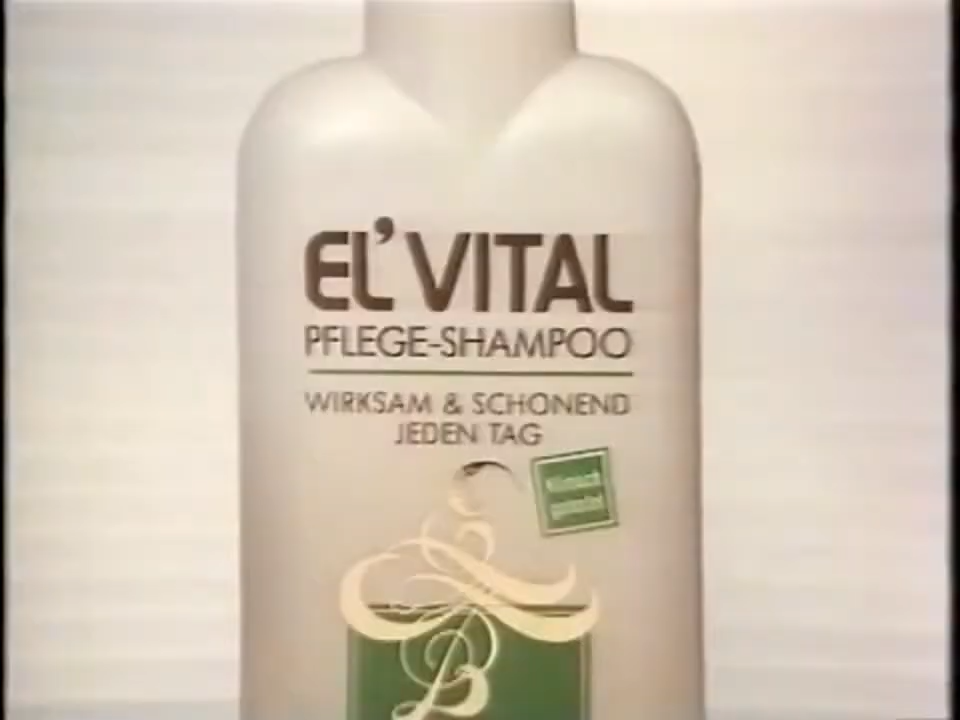 EL'VITAL
PFLEGE-SHAMPOO
WIRKSAM & SCHONEND
JEDEN TAG
B